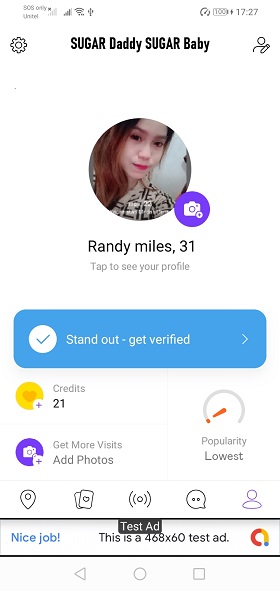 SOS only
Unitel
100
17:27
SUGAR Daddy SUGAR Baby
Randy miles, 31
Tap to see your profile
Stand out - get verified
Credits
21
Get More Visits
Add Photos
Popularity
Lowest
Test Ad
Nice job!
This is a 468x60 test ad.